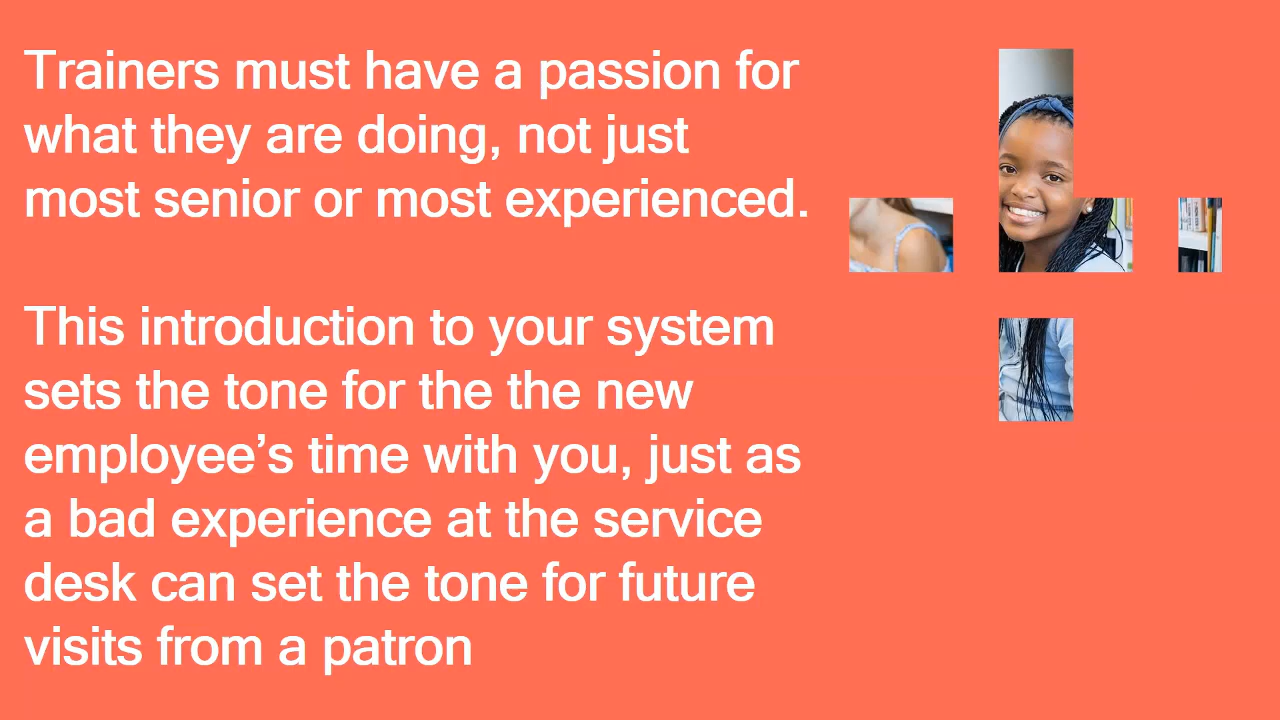 Trainers must have a passion for
what they are doing, not just
most senior or most experienced.
This introduction to your system
sets the tone for the the new
employee’s time with you, just as
a bad experience at the service
desk can set the tone for future
visits from a patron